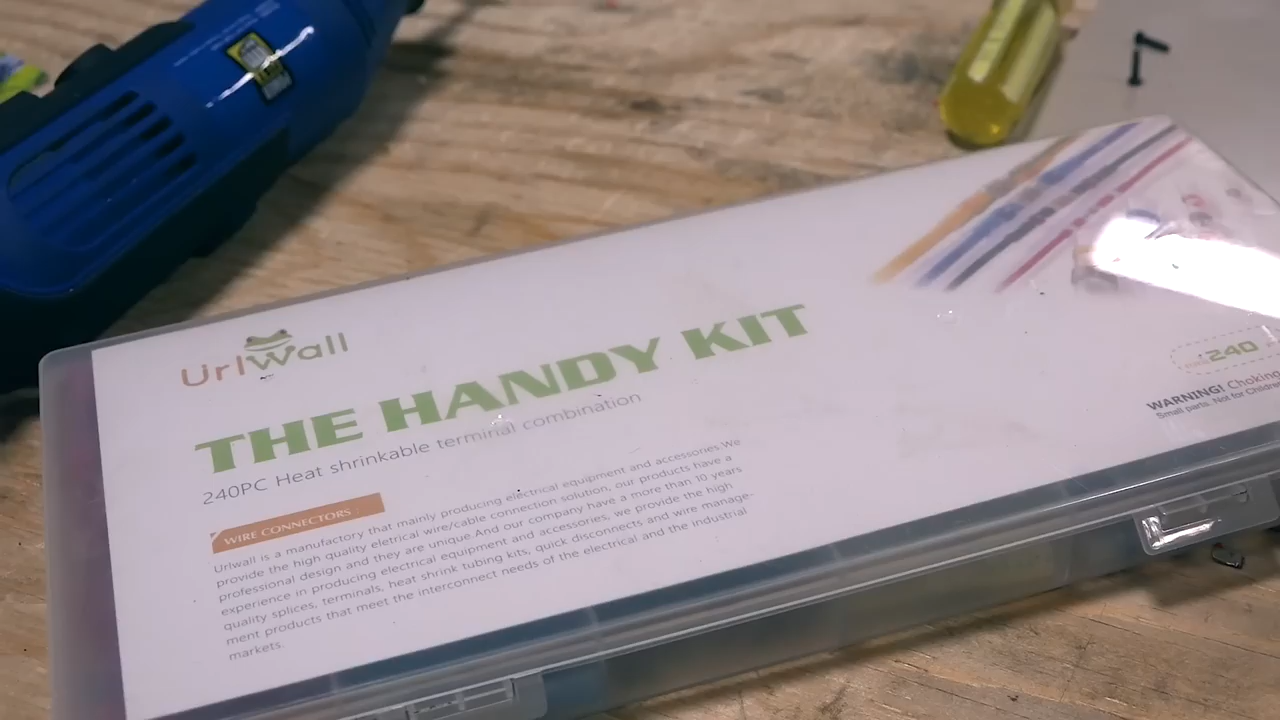 UrlWall
THE HANDY KIT
240PC Heat shrinkable terminal combination
WIRE CONNECTORS
Urlwall is a manufactory that mainly producing electrical equipment and accessories.We
provide the high quality eletrical wire/cable connection solution, our products have a
professional design and they are unique.And our company have a more than 10 years
experience in producing electrical equipment and accessories, we provide the high
quality splices, terminals, heat shrink tubing kits, quick disconnects and wire manage-
ment products that meet the interconnect needs of the electrical and the industrial
markets.
240
WARNING! Choking
Small parts. Not for Childre